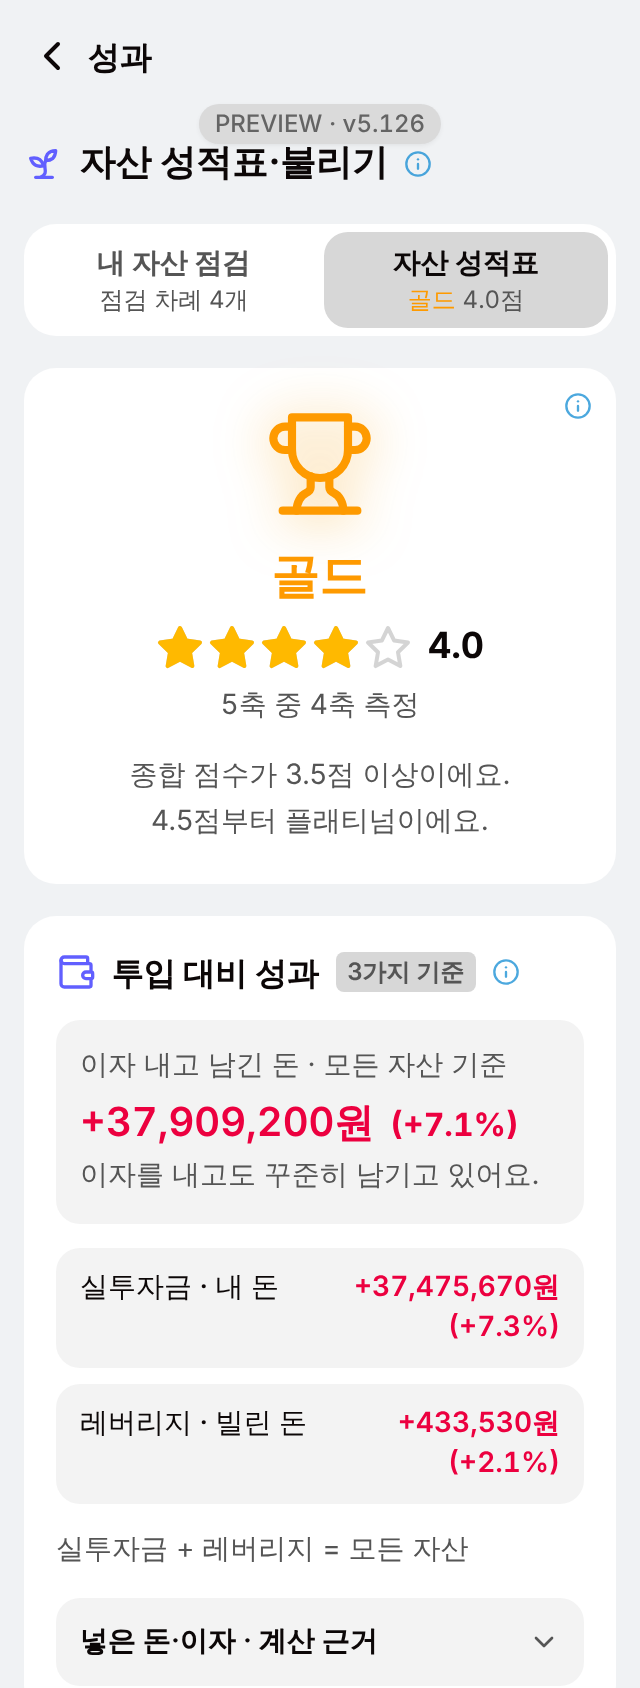 성과
PREVIEW · v5.126
자산 성적표·불리기
내 자산 점검
점검 차례 4개
자산 성적표
골드 4.0점
골드
4.0
5축 중 4축 측정
종합 점수가 3.5점 이상이에요.
4.5점부터 플래티넘이에요.
투입 대비 성과 3가지 기준
이자 내고 남긴 돈 · 모든 자산 기준
+37,909,200원 (+7.1%)
이자를 내고도 꾸준히 남기고 있어요.
실투자금 · 내 돈 +37,475,670원
(+7.3%)
레버리지 · 빌린 돈 +433,530원
(+2.1%)
실투자금 + 레버리지 = 모든 자산
넣은 돈·이자 · 계산 근거